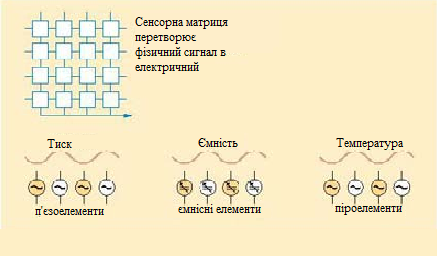 Сенсорна матриця
перетворює
фізичний сигнал в
електричний
Тиск
Ємність
Температура
п'єзоелементи
ємнісні елементи
піроелементи